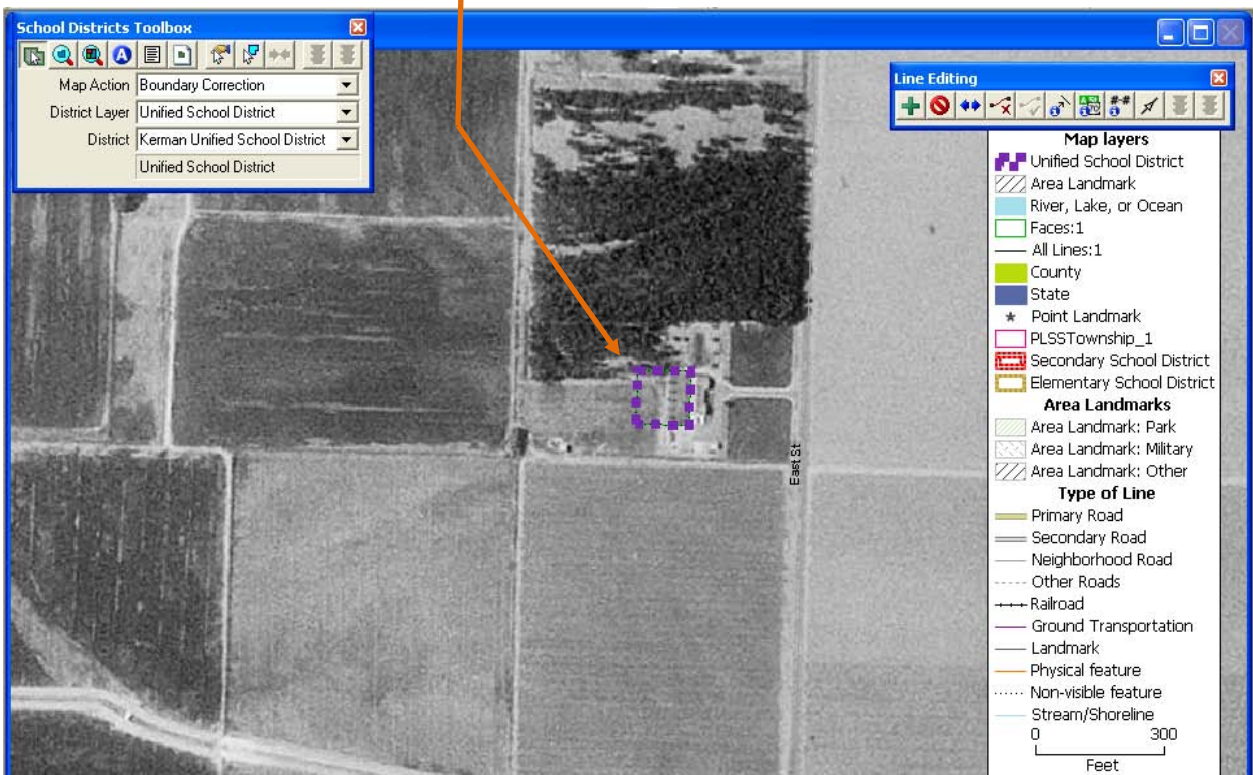 School Districts Toolbox
Map Action Boundary Correction
District Layer Unified School District
District Kerman Unified School District
Unified School District
Line Editing
Map layers
Unified School District
Area Landmark
River, Lake, or Ocean
Faces:1
All Lines:1
County
State
Point Landmark
PLSSTownship_1
Secondary School District
Elementary School District
Area Landmarks
Area Landmark: Park
Area Landmark: Military
Area Landmark: Other
Type of Line
Primary Road
Secondary Road
Neighborhood Road
Other Roads
Railroad
Ground Transportation
Landmark
Physical feature
Non-visible feature
Stream/Shoreline
0 300
Feet
East St